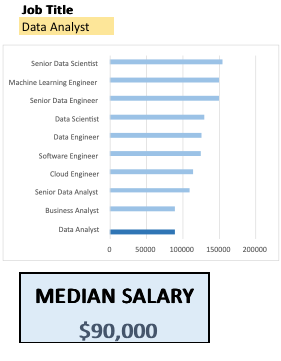 Job Title
Data Analyst
Senior Data Scientist
Machine Learning Engineer
Senior Data Engineer
Data Scientist
Data Engineer
Software Engineer
Cloud Engineer
Senior Data Analyst
Business Analyst
Data Analyst
0 50000 100000 150000 200000
MEDIAN SALARY
$90,000